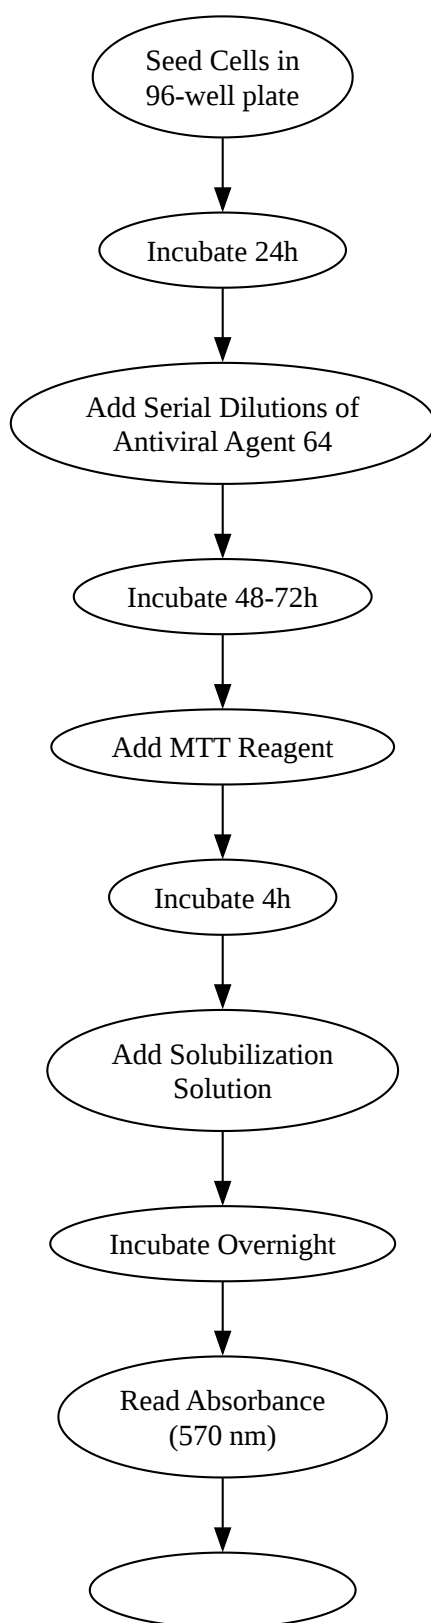 Seed Cells in
96-well plate
Incubate 24h
Add Serial Dilutions of
Antiviral Agent 64
Incubate 48-72h
Add MTT Reagent
Incubate 4h
Add Solubilization
Solution
Incubate Overnight
Read Absorbance
(570 nm)